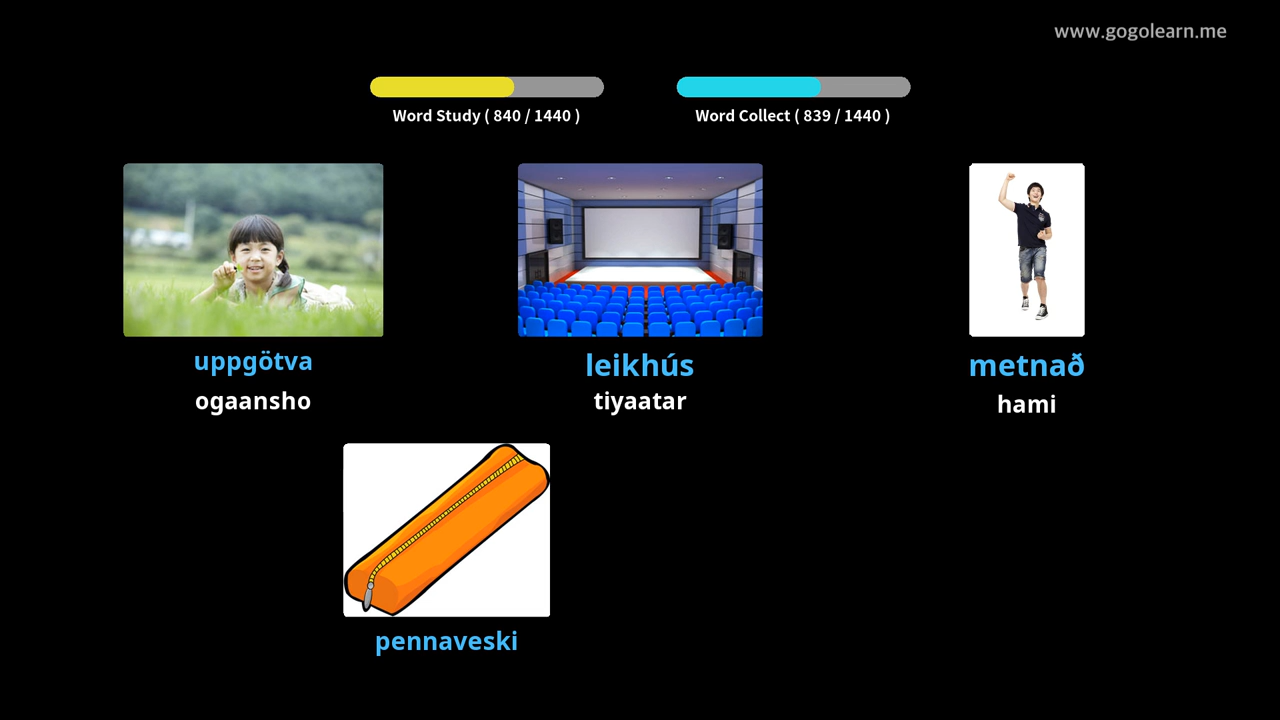 www.gogolearn.me
Word Study ( 840 / 1440 )
Word Collect ( 839 / 1440 )
uppgötva
ogaansho
leikhús
tiyaatar
metnað
hami
pennaveski